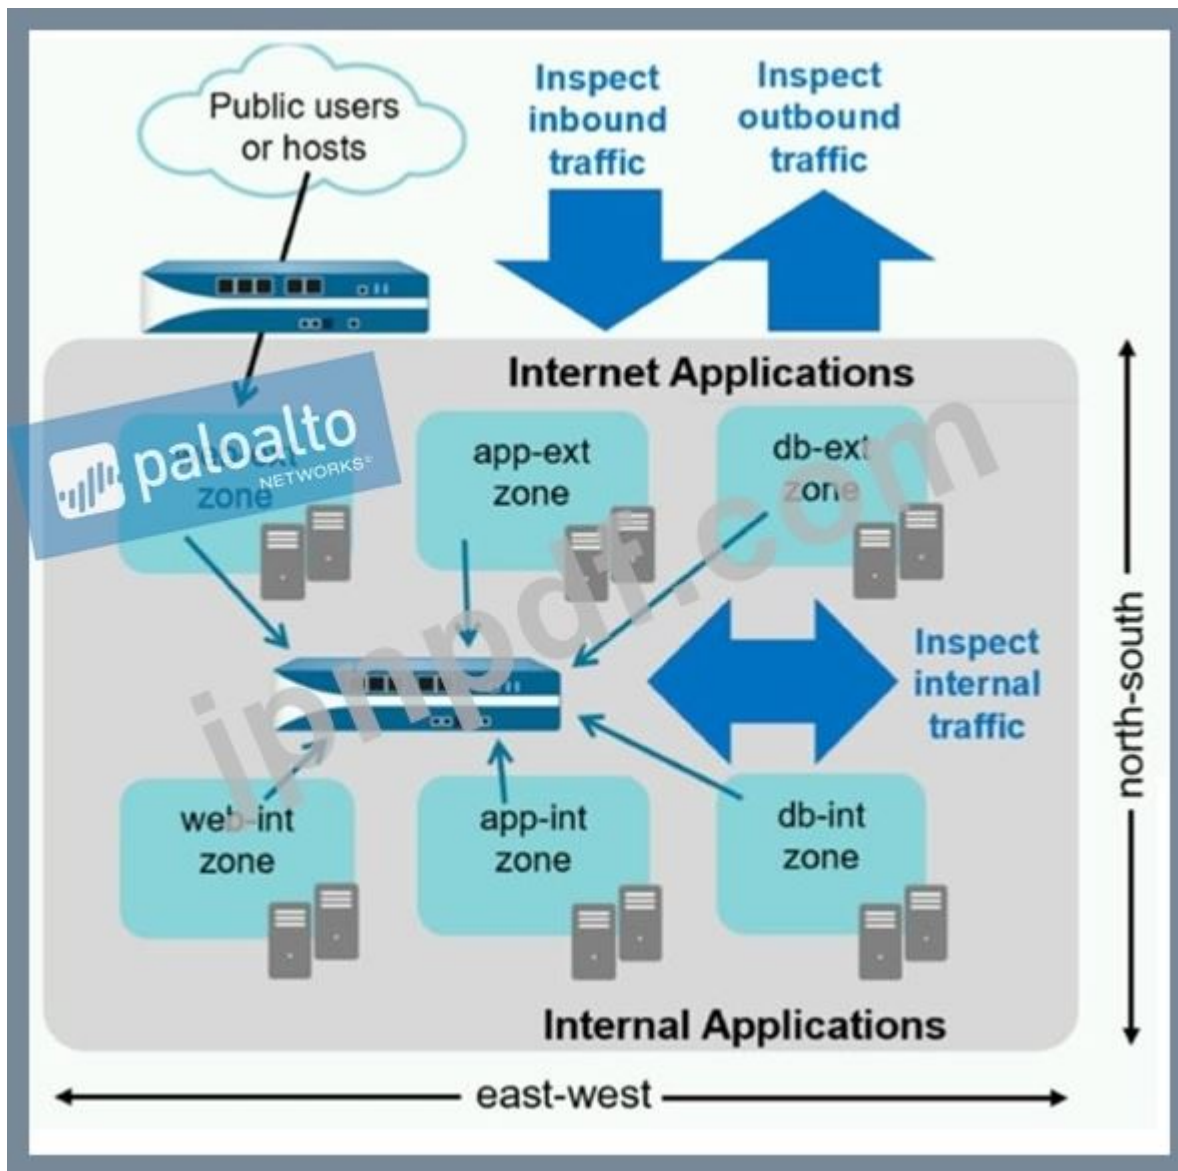 Public users
or hosts
Inspect
inbound
traffic
Inspect
outbound
traffic
Internet Applications
paloalto
NETWORKS
zone
app-ext
zone
db-ext
zone
jpnpdf.com
Inspect
internal
traffic
north-south
web-int
zone
app-int
zone
db-int
zone
Internal Applications
east-west